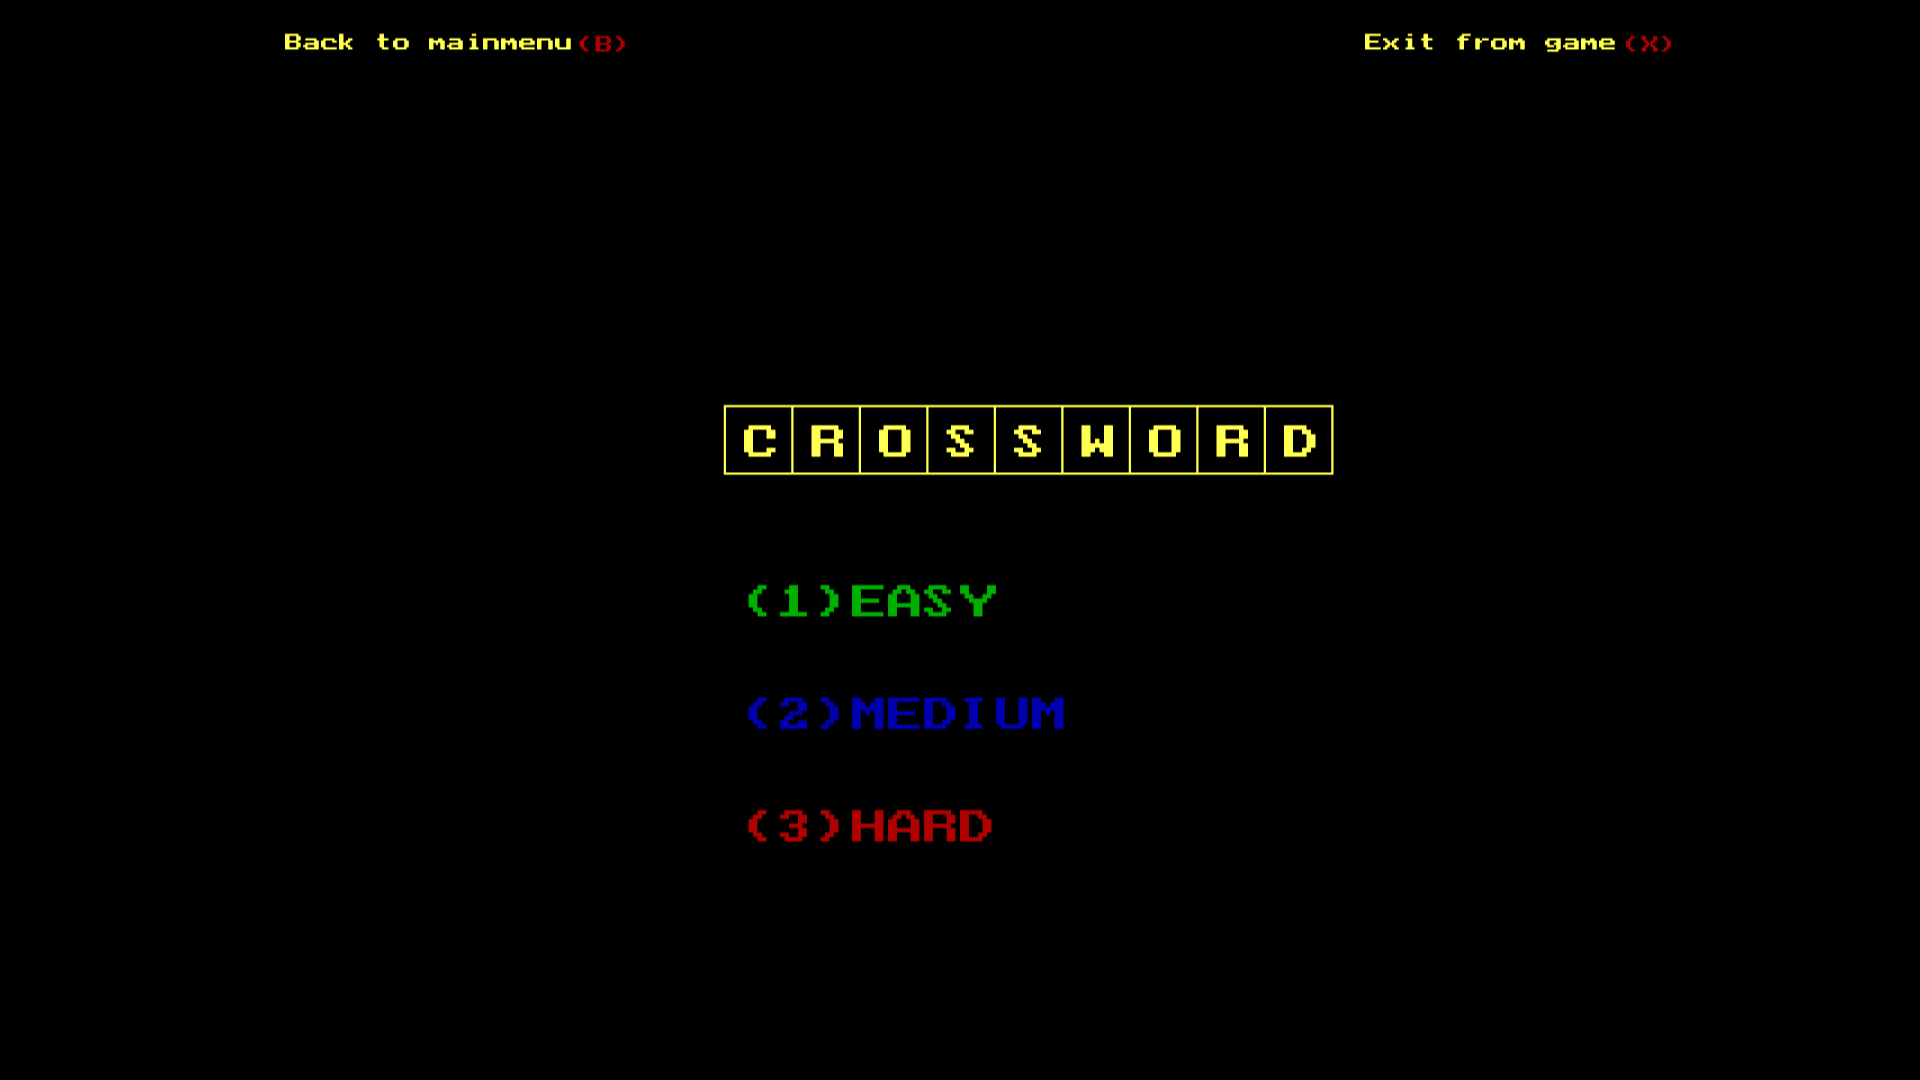 Back to mainmenu(B) Exit from game(X)
CROSSWORD
(1)EASY
(2)MEDIUM
(3)HARD